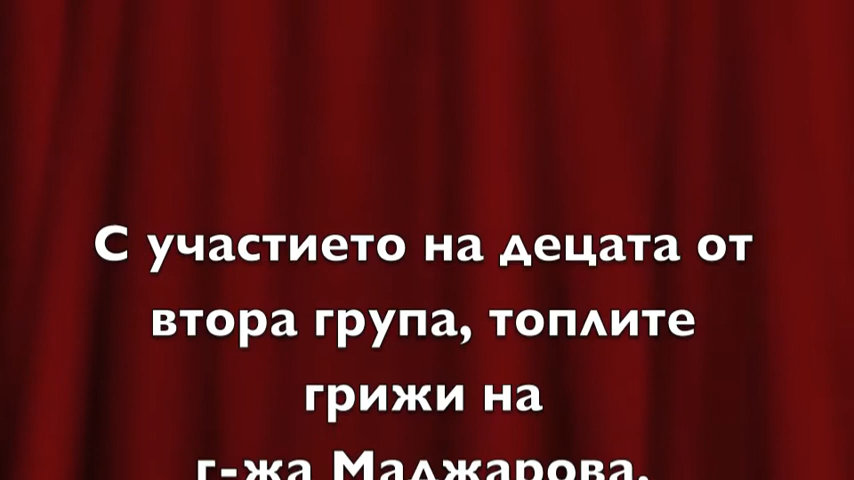 С участието на децата от
втора група, топлите
грижи на
г-жа Маджарова,